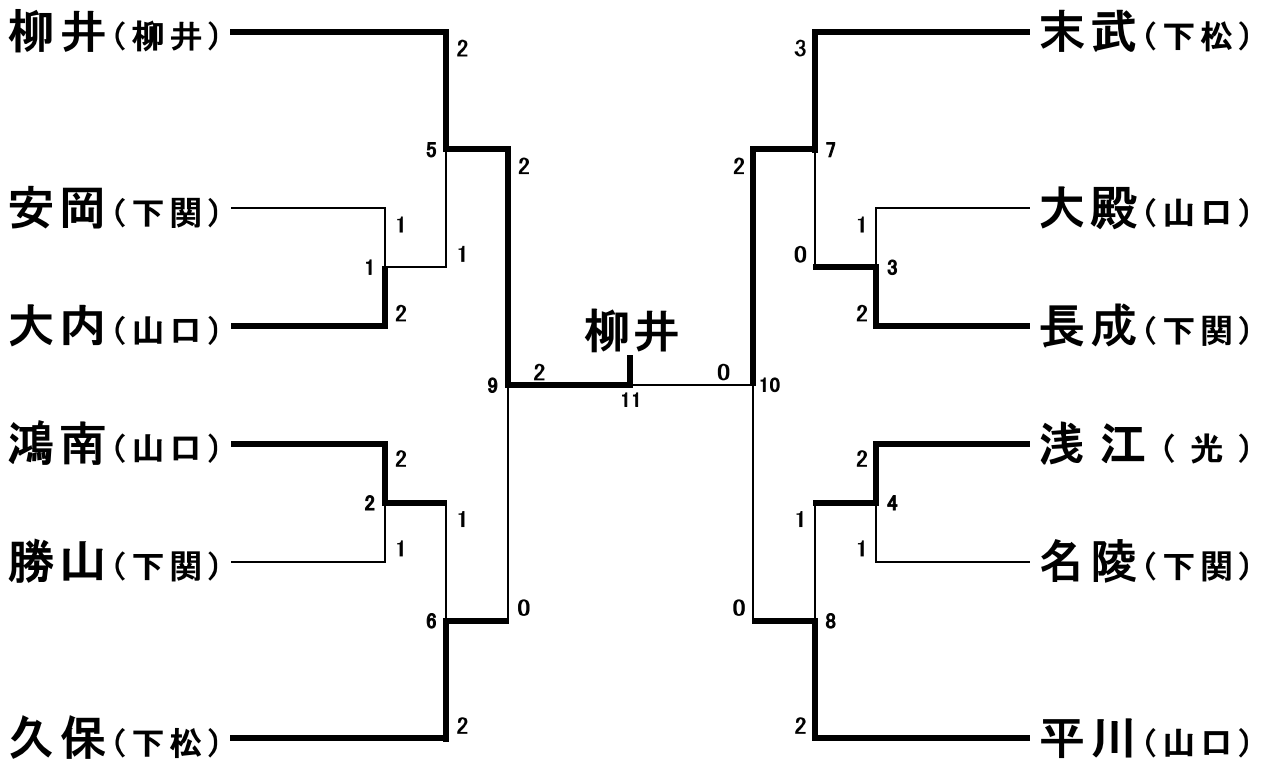 柳井(柳井) 2 3 末武(下松)
5 2 2 7
安岡(下関) 1 1 大殿(山口)
1 1 0 3
大内(山口) 2 2 長成(下関)
柳井
9 2 11 0 10
鴻南(山口) 2 2 浅江(光)
2 1 1 4
勝山(下関) 1 1 名陵(下関)
6 0 0 8
久保(下松) 2 2 平川(山口)